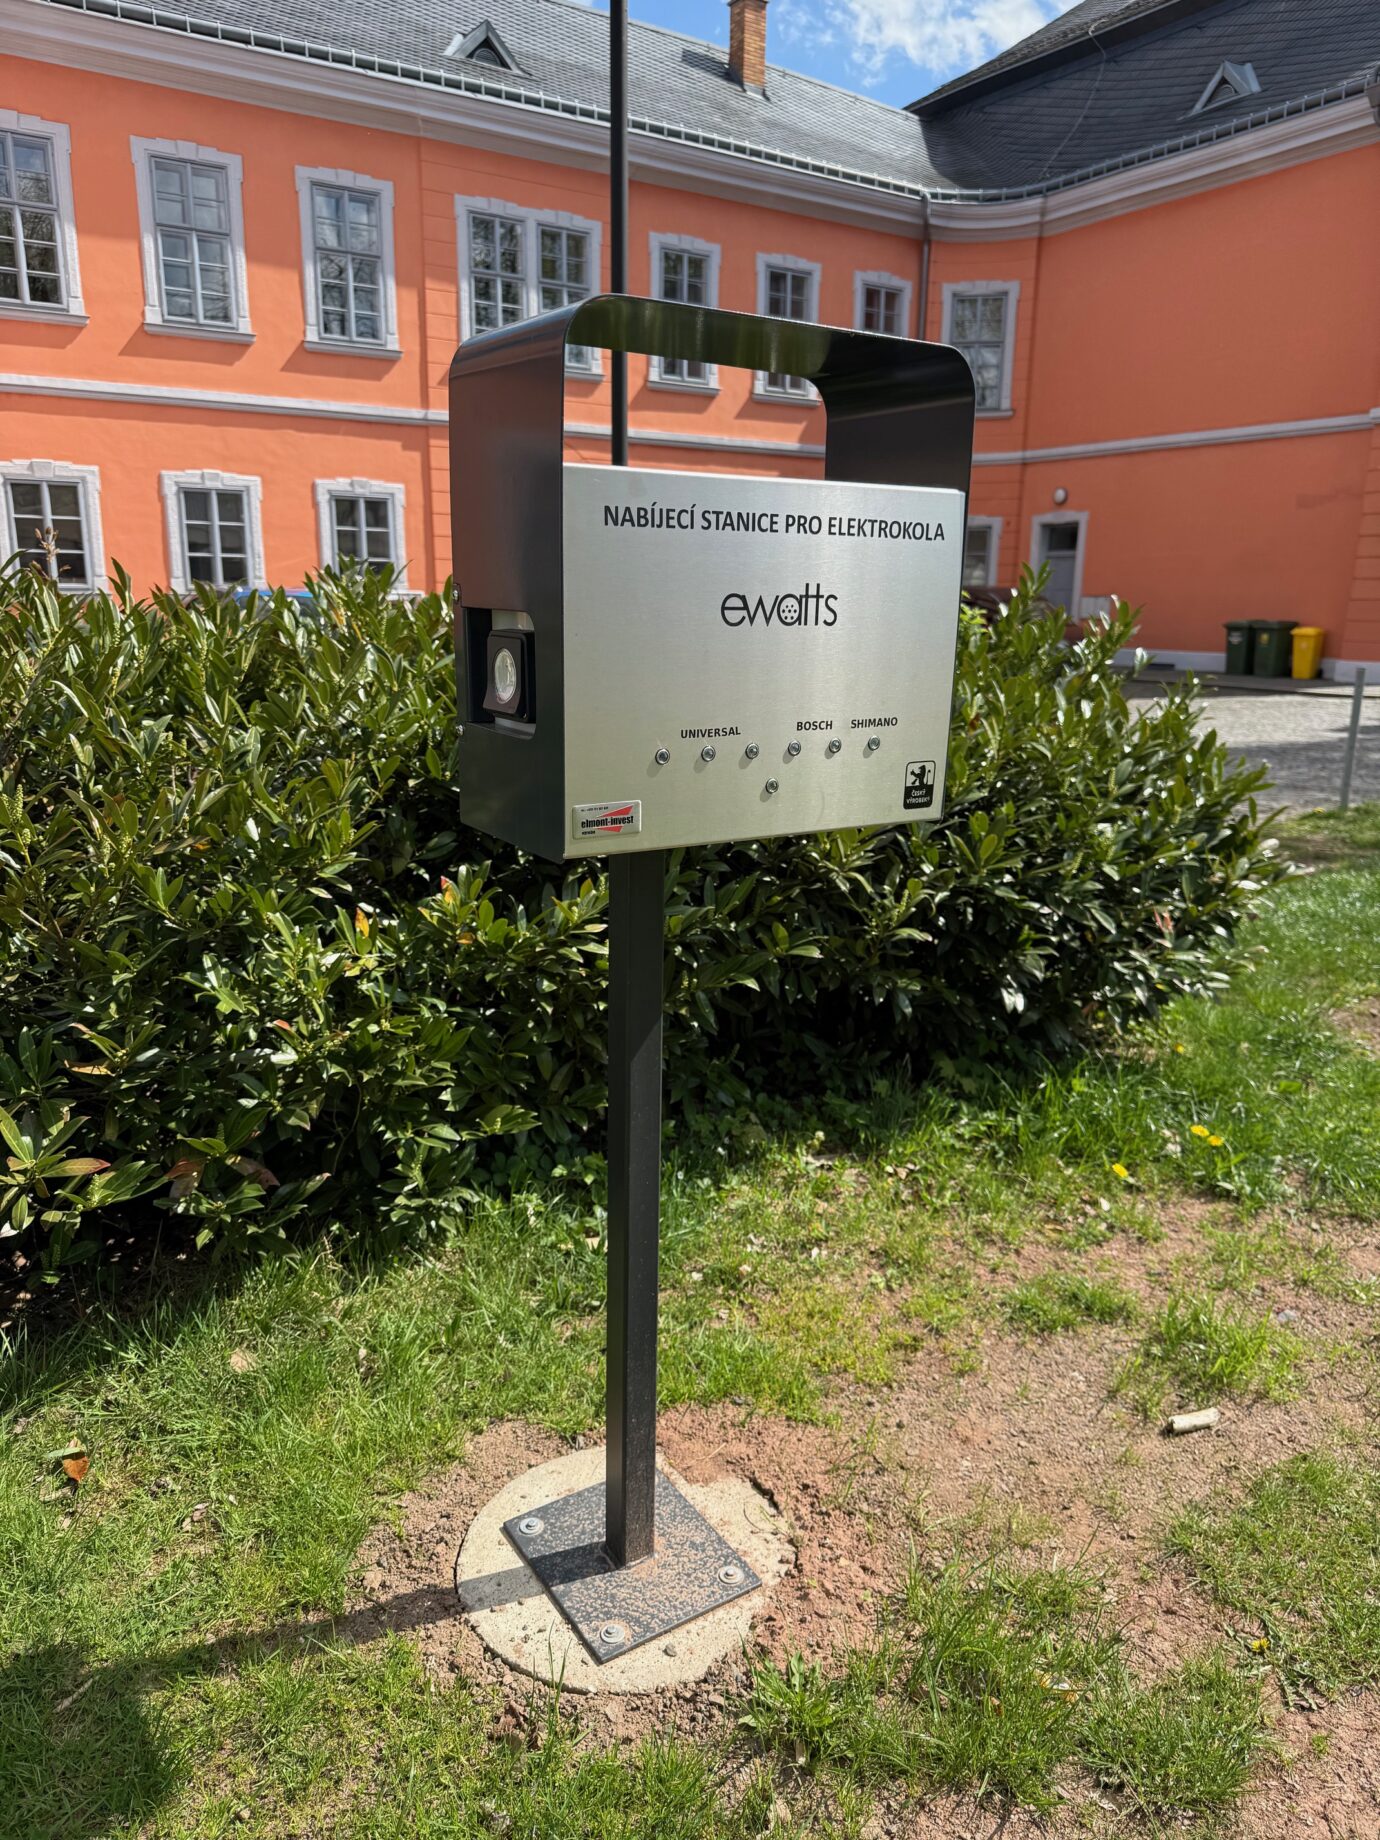 NABÍJECÍ STANICE PRO ELEKTROKOLA
ewatts
UNIVERSAL BOSCH SHIMANO
ČESKÝ
VÝROBEK
elmont-invest